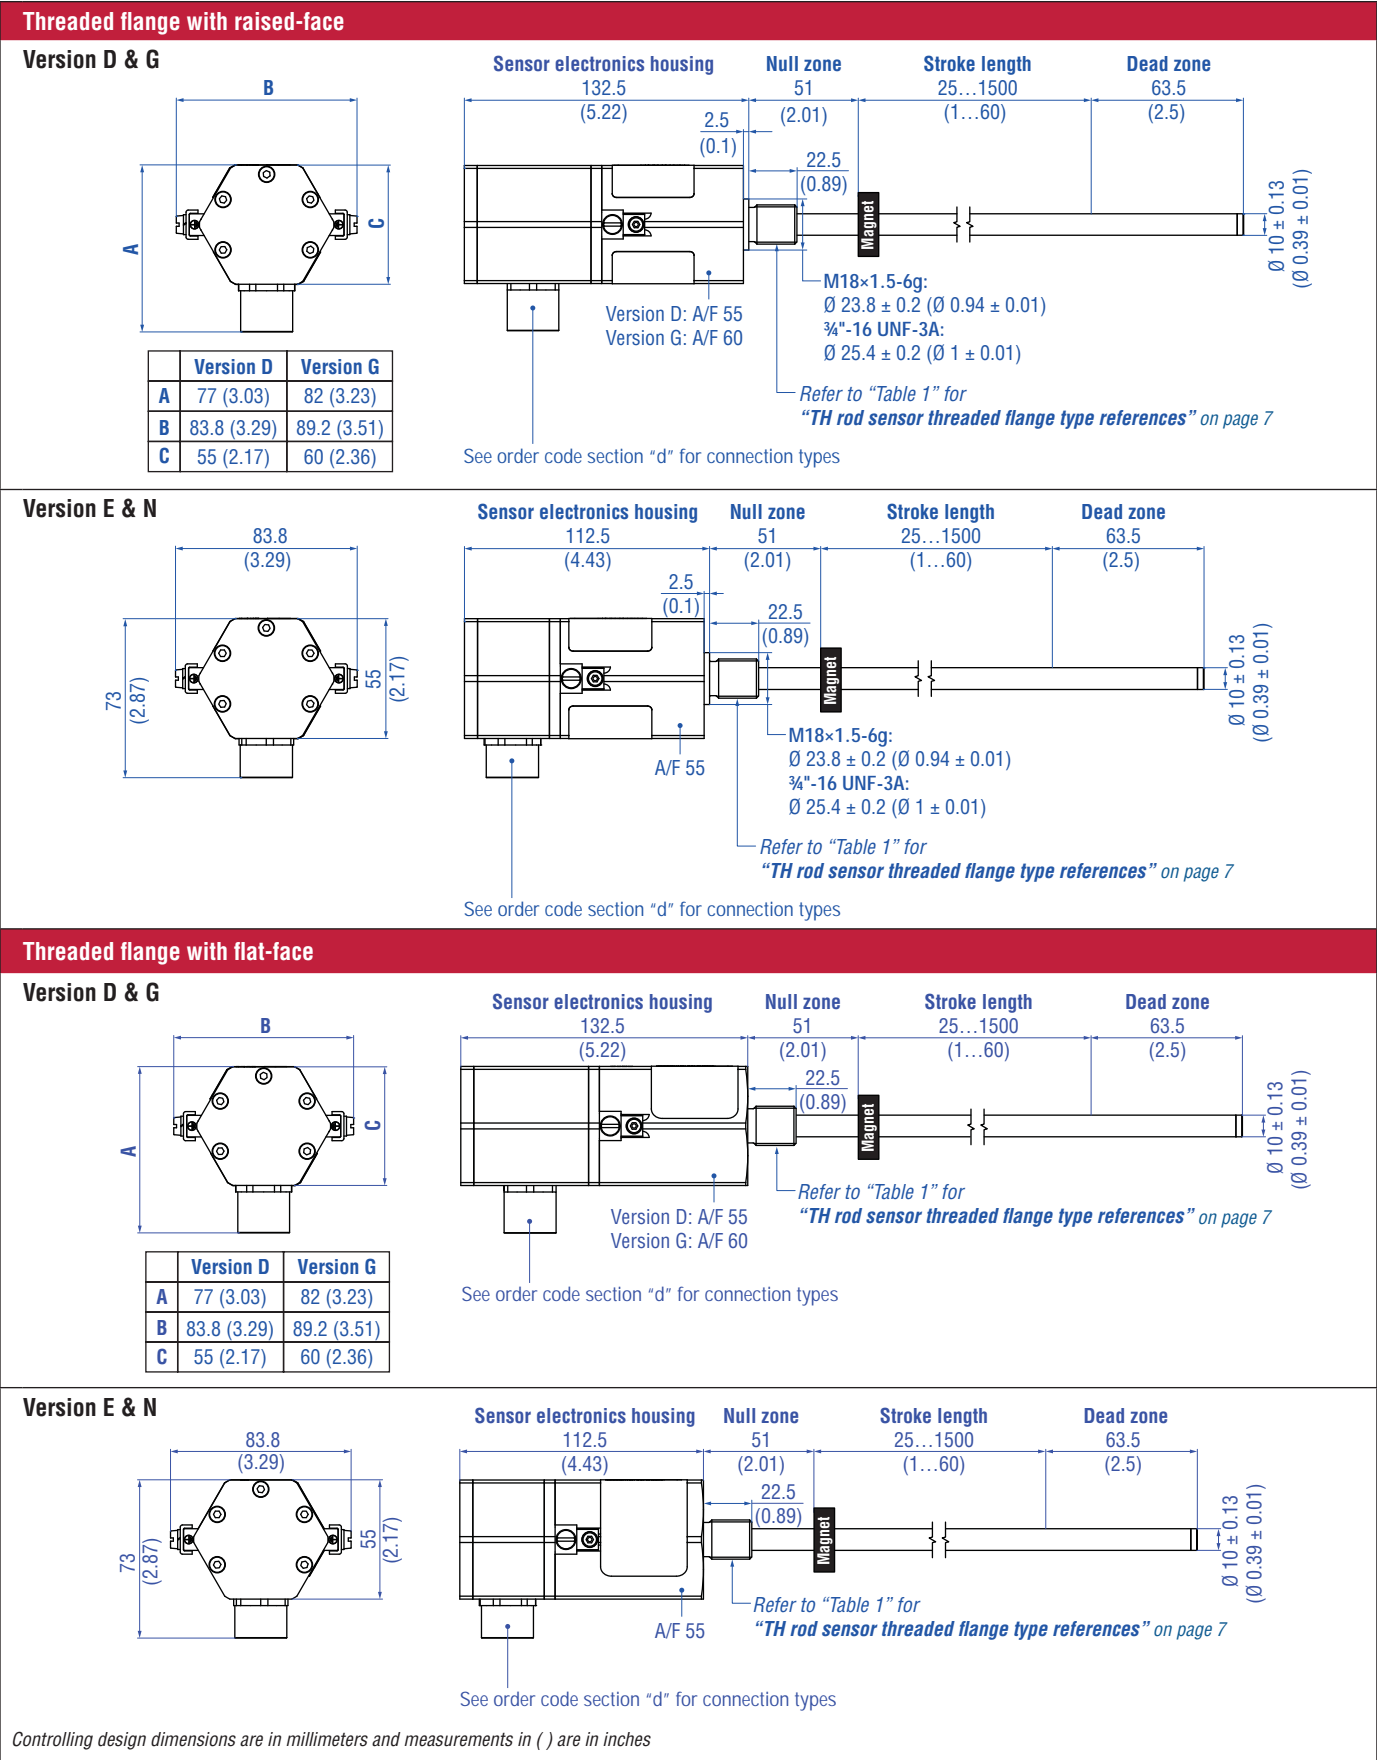 Threaded flange with raised-face
Version D & G
B
A
C
Sensor electronics housing
132.5
(5.22)
Null zone
51
(2.01)
Stroke length
25…1500
(1…60)
Dead zone
63.5
(2.5)
2.5
(0.1)
22.5
(0.89)
Magnet
Ø 10 ± 0.13
(Ø 0.39 ± 0.01)
Version D: A/F 55
Version G: A/F 60
M18×1.5-6g:
Ø 23.8 ± 0.2 (Ø 0.94 ± 0.01)
¾"-16 UNF-3A:
Ø 25.4 ± 0.2 (Ø 1 ± 0.01)
Refer to “Table 1” for
“TH rod sensor threaded flange type references” on page 7
See order code section “d” for connection types
Version D Version G
A 77 (3.03) 82 (3.23)
B 83.8 (3.29) 89.2 (3.51)
C 55 (2.17) 60 (2.36)
Version E & N
83.8
(3.29)
73
(2.87)
55
(2.17)
Sensor electronics housing
112.5
(4.43)
Null zone
51
(2.01)
Stroke length
25…1500
(1…60)
Dead zone
63.5
(2.5)
2.5
(0.1)
22.5
(0.89)
Magnet
Ø 10 ± 0.13
(Ø 0.39 ± 0.01)
A/F 55
M18×1.5-6g:
Ø 23.8 ± 0.2 (Ø 0.94 ± 0.01)
¾"-16 UNF-3A:
Ø 25.4 ± 0.2 (Ø 1 ± 0.01)
Refer to “Table 1” for
“TH rod sensor threaded flange type references” on page 7
See order code section “d” for connection types
Threaded flange with flat-face
Version D & G
B
A
C
Sensor electronics housing
132.5
(5.22)
Null zone
51
(2.01)
Stroke length
25…1500
(1…60)
Dead zone
63.5
(2.5)
22.5
(0.89)
Magnet
Ø 10 ± 0.13
(Ø 0.39 ± 0.01)
Version D: A/F 55
Version G: A/F 60
Refer to “Table 1” for
“TH rod sensor threaded flange type references” on page 7
See order code section “d” for connection types
Version D Version G
A 77 (3.03) 82 (3.23)
B 83.8 (3.29) 89.2 (3.51)
C 55 (2.17) 60 (2.36)
Version E & N
83.8
(3.29)
73
(2.87)
55
(2.17)
Sensor electronics housing
112.5
(4.43)
Null zone
51
(2.01)
Stroke length
25…1500
(1…60)
Dead zone
63.5
(2.5)
22.5
(0.89)
Magnet
Ø 10 ± 0.13
(Ø 0.39 ± 0.01)
A/F 55
Refer to “Table 1” for
“TH rod sensor threaded flange type references” on page 7
See order code section “d” for connection types
Controlling design dimensions are in millimeters and measurements in ( ) are in inches